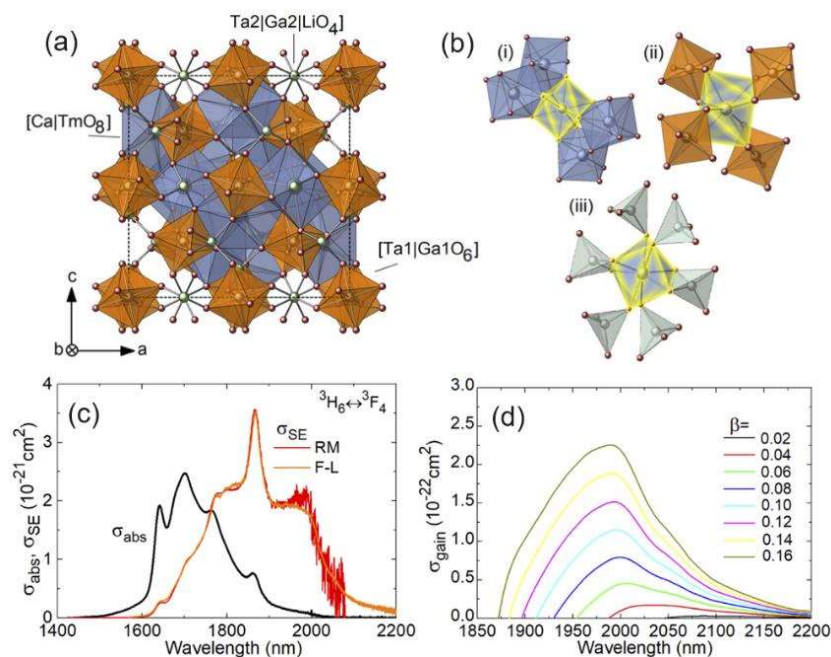 (a)
Ta2|Ga2|LiO₄]
[Ca|TmO₈]
[Ta1|Ga1O₆]
c
b
a
(b)
(i)
(ii)
(iii)
(c)
³H₆↔³F₄
σSE
RM
F-L
σabs
σabs, σSE (10⁻²¹cm²)
4
3
2
1
0
1400 1600 1800 2000 2200
Wavelength (nm)
(d)
β=
0.02
0.04
0.06
0.08
0.10
0.12
0.14
0.16
σgain (10⁻²²cm²)
3.0
2.5
2.0
1.5
1.0
0.5
0.0
1850 1900 1950 2000 2050 2100 2150 2200
Wavelength (nm)